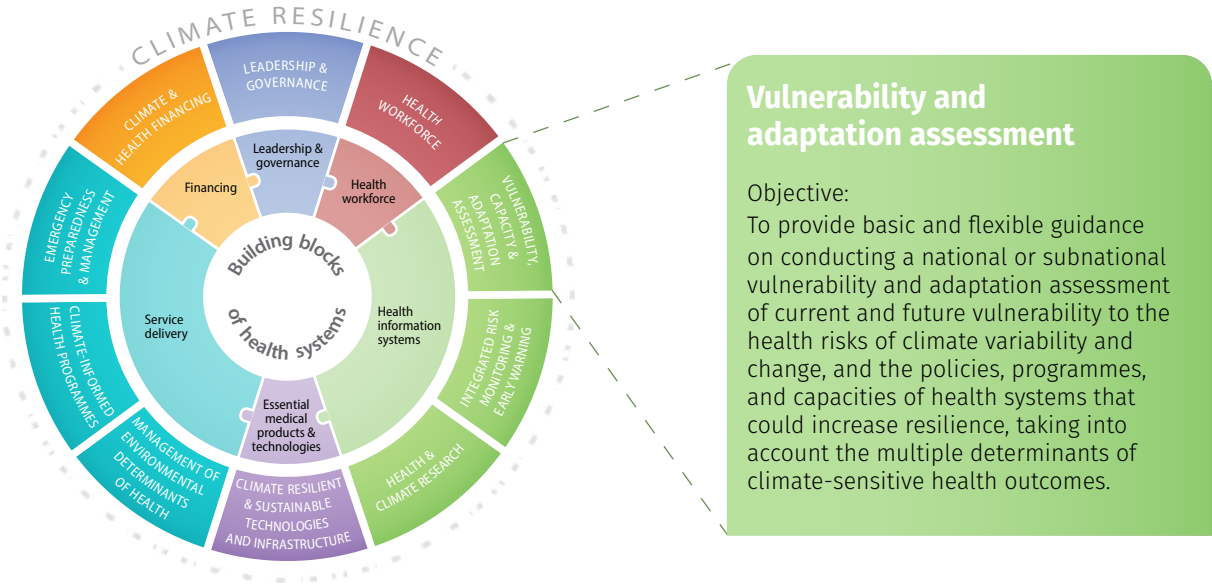 CLIMATE RESILIENCE
LEADERSHIP &
GOVERNANCE
HEALTH
WORKFORCE
VULNERABILITY,
CAPACITY &
ADAPTATION
ASSESSMENT
INTEGRATED RISK
MONITORING &
EARLY WARNING
HEALTH &
CLIMATE RESEARCH
CLIMATE RESILIENT
& SUSTAINABLE
TECHNOLOGIES
AND INFRASTRUCTURE
MANAGEMENT OF
ENVIRONMENTAL
DETERMINANTS
OF HEALTH
CLIMATE-INFORMED
HEALTH PROGRAMMES
EMERGENCY
PREPAREDNESS
& MANAGEMENT
CLIMATE &
HEALTH FINANCING
Leadership &
governance
Health
workforce
Health
information
systems
Essential
medical
products &
technologies
Service
delivery
Financing
Building blocks
of health systems
Vulnerability and
adaptation assessment
Objective:
To provide basic and flexible guidance
on conducting a national or subnational
vulnerability and adaptation assessment
of current and future vulnerability to the
health risks of climate variability and
change, and the policies, programmes,
and capacities of health systems that
could increase resilience, taking into
account the multiple determinants of
climate-sensitive health outcomes.